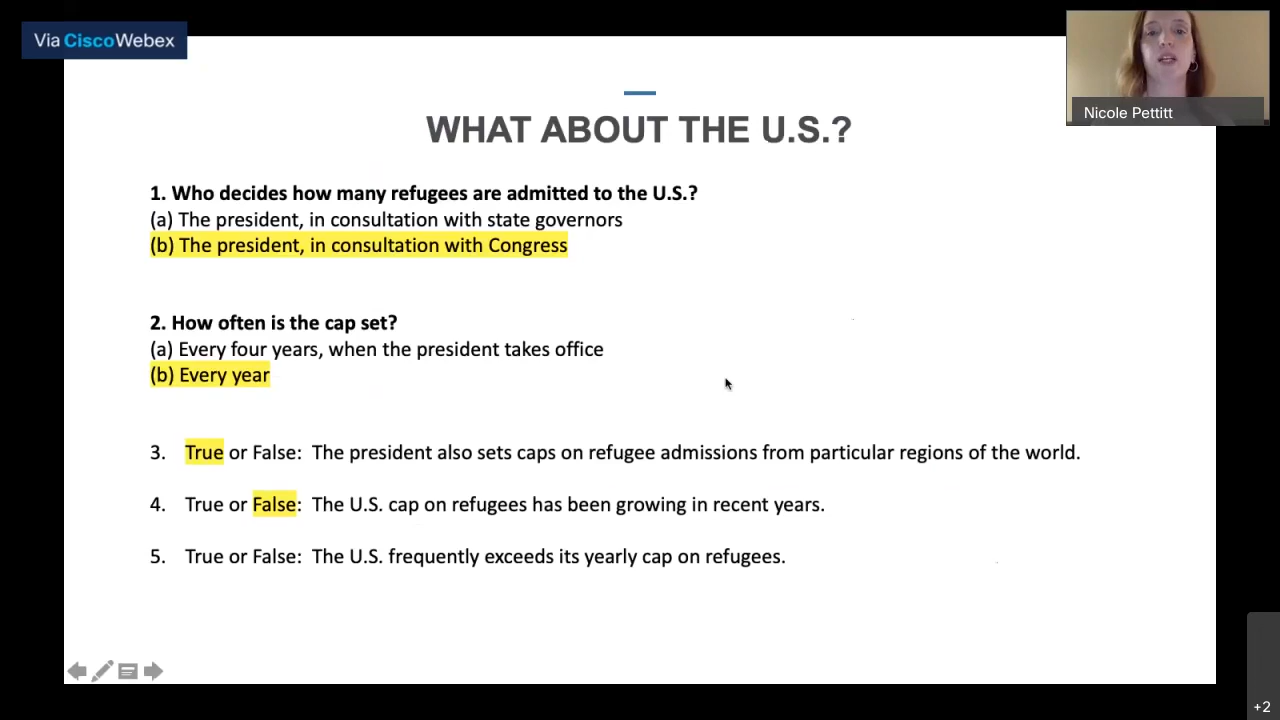 Via Cisco Webex
Nicole Pettitt
WHAT ABOUT THE U.S.?
1. Who decides how many refugees are admitted to the U.S.?
(a) The president, in consultation with state governors
(b) The president, in consultation with Congress
2. How often is the cap set?
(a) Every four years, when the president takes office
(b) Every year
3. True or False: The president also sets caps on refugee admissions from particular regions of the world.
4. True or False: The U.S. cap on refugees has been growing in recent years.
5. True or False: The U.S. frequently exceeds its yearly cap on refugees.
+2